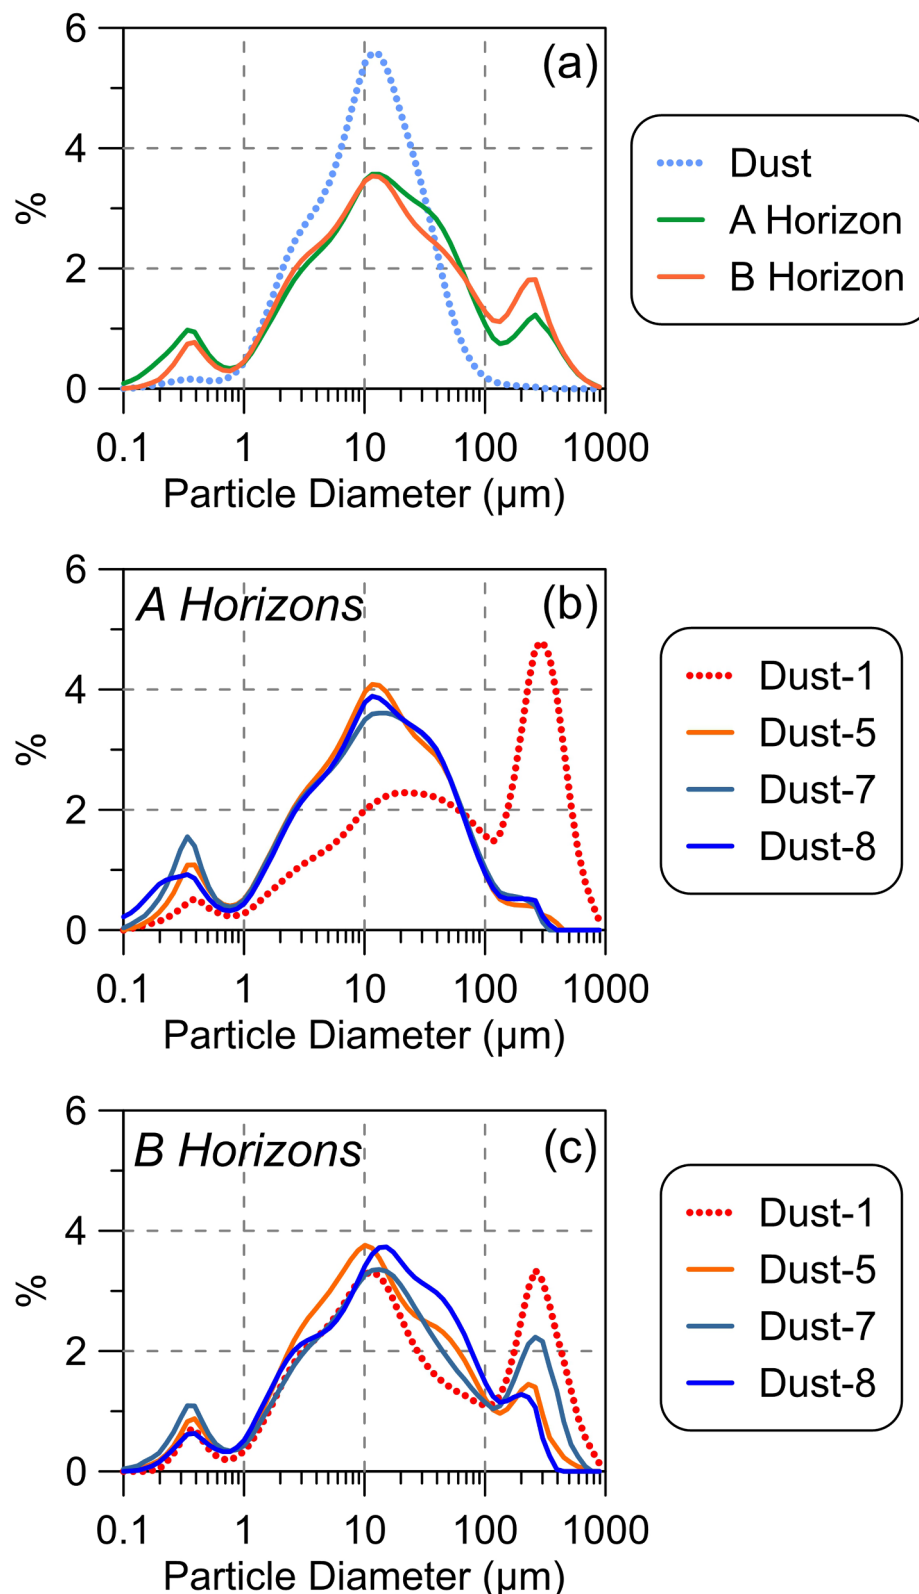 6
(a)
4
%
2
0
0.1 1 10 100 1000
Particle Diameter (µm)
Dust
A Horizon
B Horizon
6
A Horizons (b)
4
%
2
0
0.1 1 10 100 1000
Particle Diameter (µm)
Dust-1
Dust-5
Dust-7
Dust-8
6
B Horizons (c)
4
%
2
0
0.1 1 10 100 1000
Particle Diameter (µm)
Dust-1
Dust-5
Dust-7
Dust-8